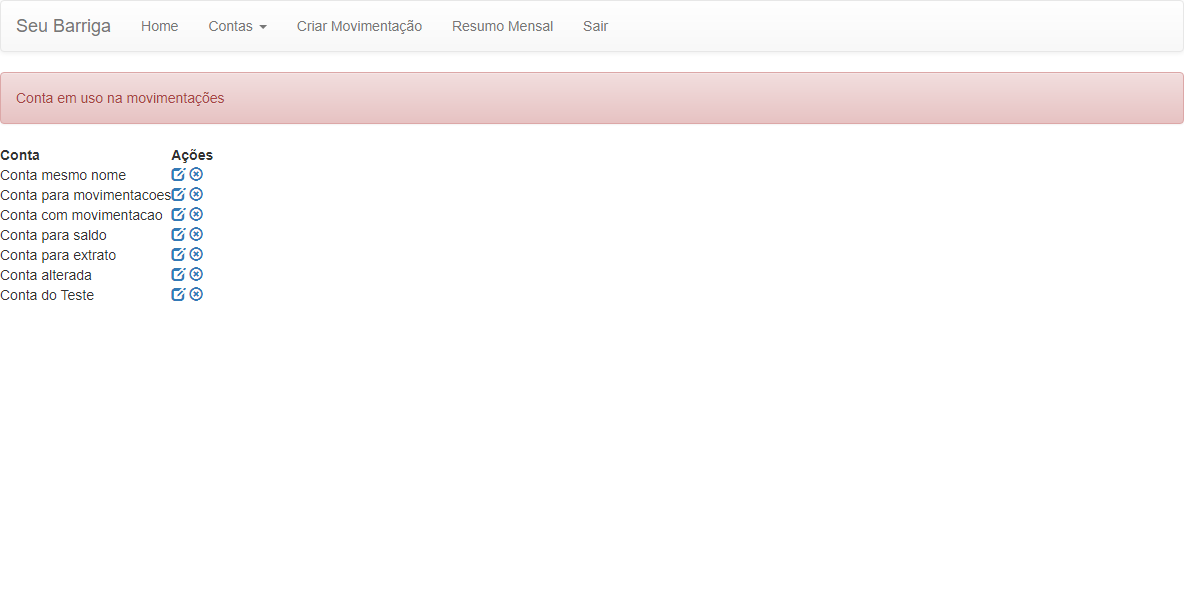 Seu Barriga Home Contas Criar Movimentação Resumo Mensal Sair
Conta em uso na movimentações
Conta Ações
Conta mesmo nome
Conta para movimentacoes
Conta com movimentacao
Conta para saldo
Conta para extrato
Conta alterada
Conta do Teste